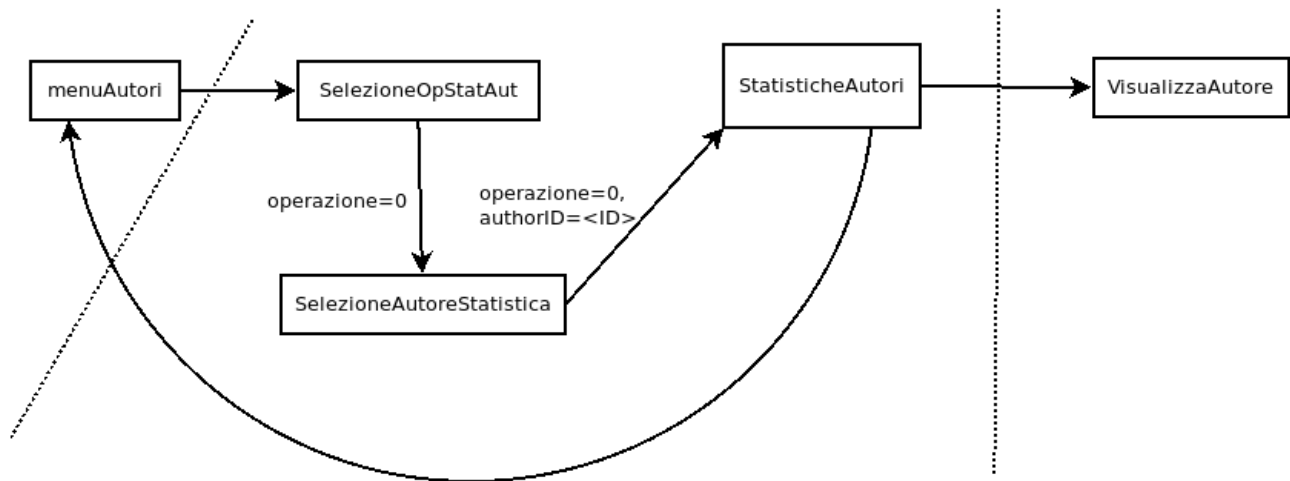 menuAutori
SelezioneOpStatAut
StatisticheAutori
VisualizzaAutore
operazione=0
operazione=0,
authorID=<ID>
SelezioneAutoreStatistica